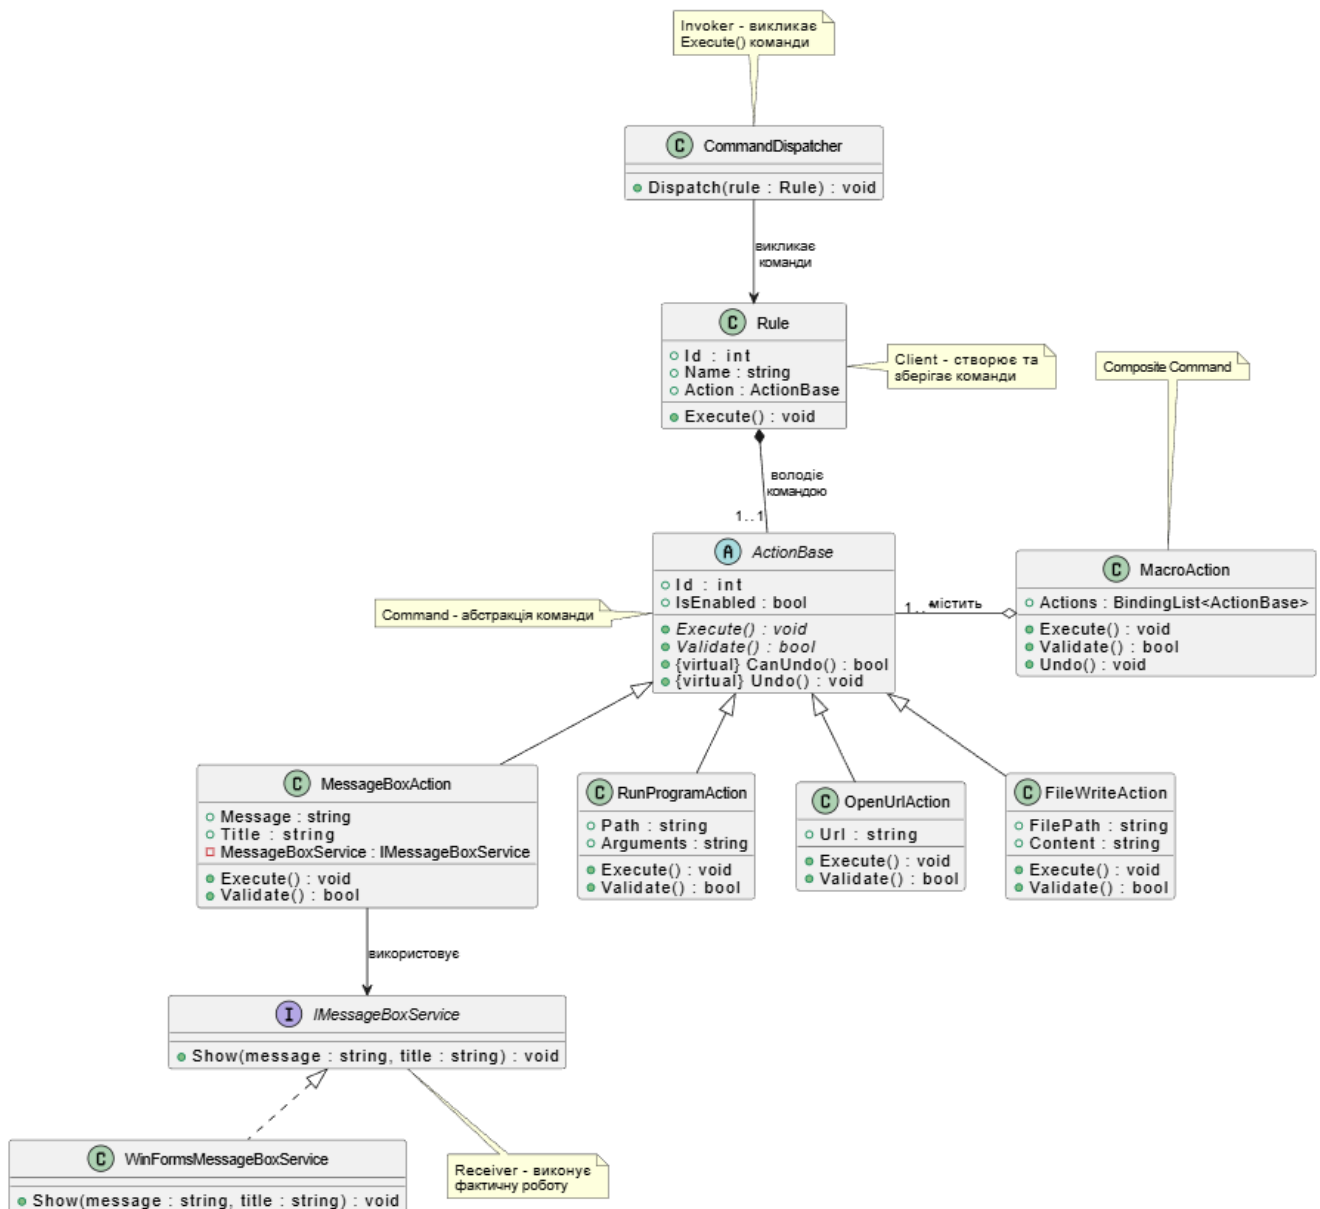 Invoker - викликає
Execute() команди
C CommandDispatcher
Dispatch(rule : Rule) : void
викликає
команди
C Rule
Id : int
Name : string
Action : ActionBase
Execute() : void
Client - створює та
зберігає команди
Composite Command
володіє
командою
1..1
A ActionBase
Id : int
IsEnabled : bool
Execute() : void
Validate() : bool
{virtual} CanUndo() : bool
{virtual} Undo() : void
Command - абстракція команди
1..*
містить
C MacroAction
Actions : BindingList<ActionBase>
Execute() : void
Validate() : bool
Undo() : void
C MessageBoxAction
Message : string
Title : string
MessageBoxService : IMessageBoxService
Execute() : void
Validate() : bool
C RunProgramAction
Path : string
Arguments : string
Execute() : void
Validate() : bool
C OpenUrlAction
Url : string
Execute() : void
Validate() : bool
C FileWriteAction
FilePath : string
Content : string
Execute() : void
Validate() : bool
використовує
I IMessageBoxService
Show(message : string, title : string) : void
C WinFormsMessageBoxService
Show(message : string, title : string) : void
Receiver - виконує
фактичну роботу